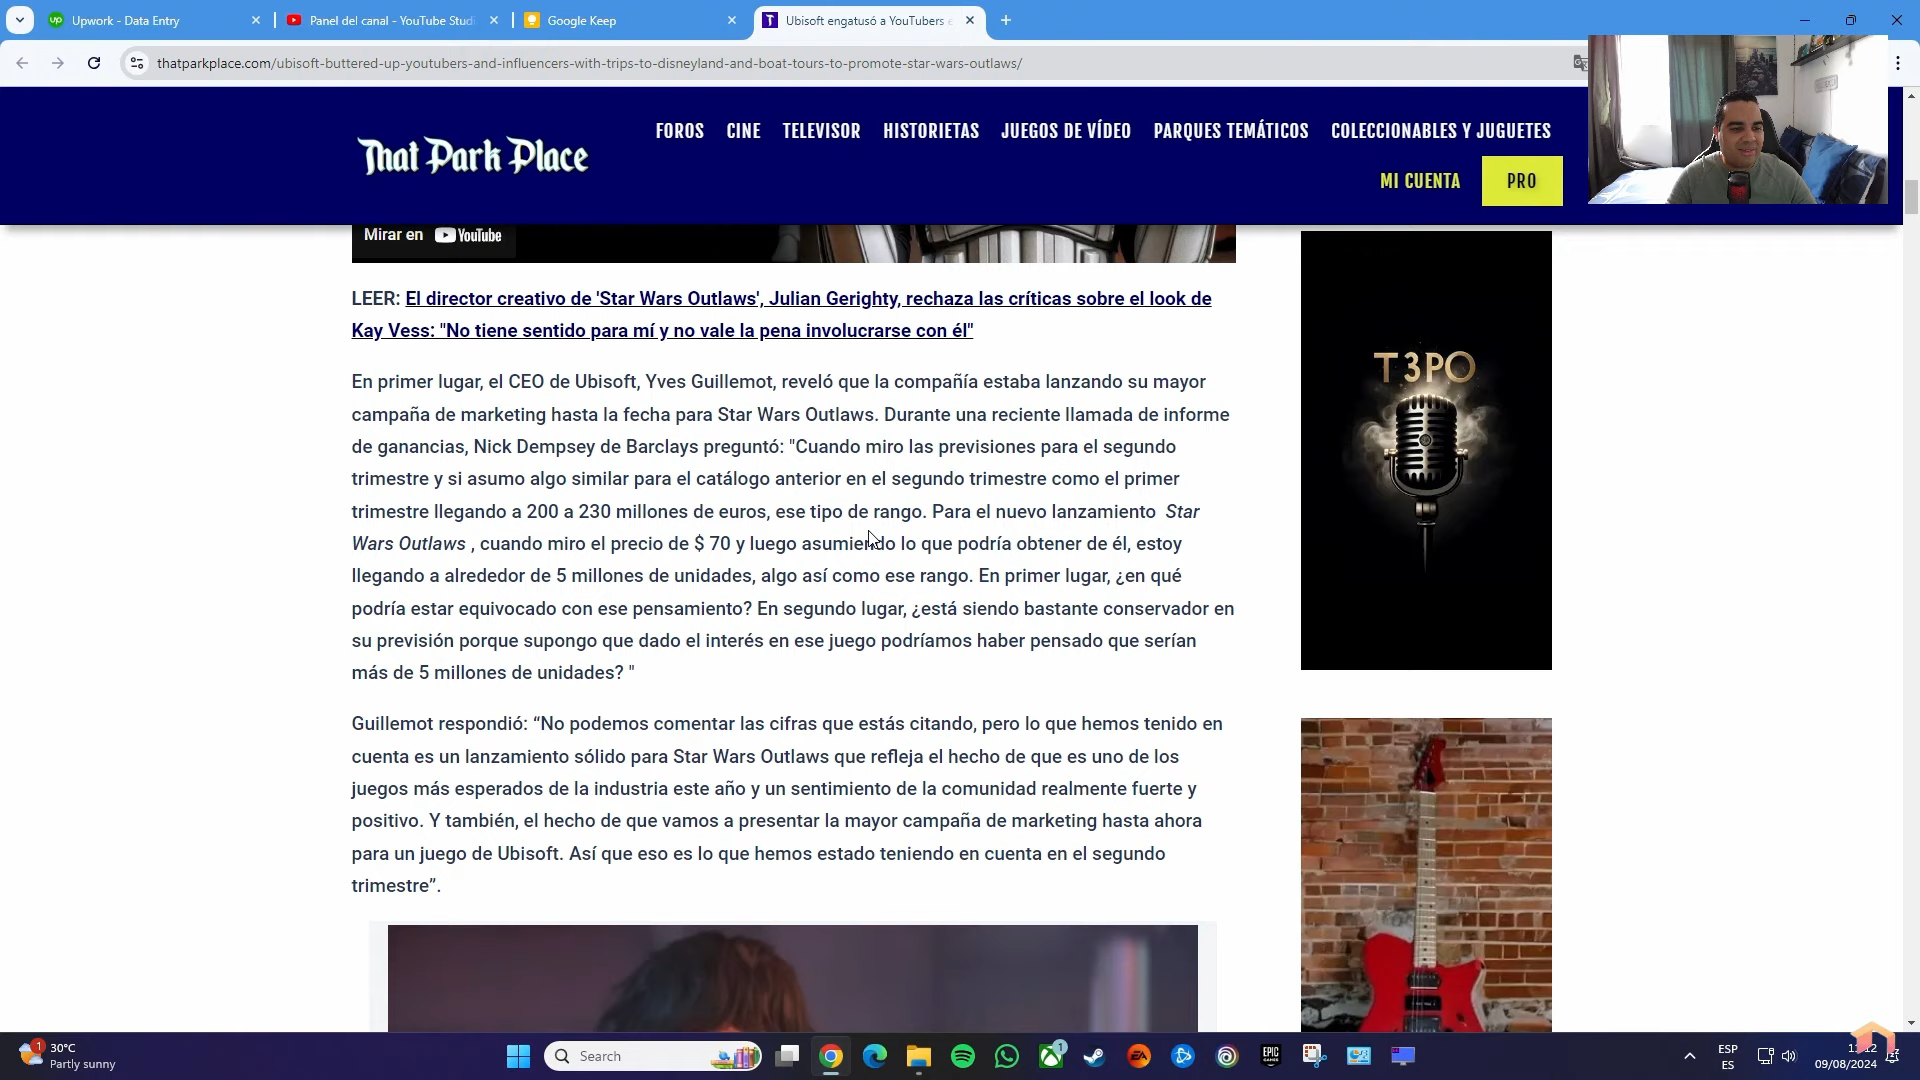 Upwork - Data Entry
Panel del canal - YouTube Studi
Google Keep
Ubisoft engatusó a YouTubers e
thatparkplace.com/ubisoft-buttered-up-youtubers-and-influencers-with-trips-to-disneyland-and-boat-tours-to-promote-star-wars-outlaws/
That Park Place
FOROS CINE TELEVISOR HISTORIETAS JUEGOS DE VÍDEO PARQUES TEMÁTICOS COLECCIONABLES Y JUGUETES
MI CUENTA PRO
Mirar en YouTube
LEER: El director creativo de 'Star Wars Outlaws', Julian Gerighty, rechaza las críticas sobre el look de
Kay Vess: "No tiene sentido para mí y no vale la pena involucrarse con él"
En primer lugar, el CEO de Ubisoft, Yves Guillemot, reveló que la compañía estaba lanzando su mayor
campaña de marketing hasta la fecha para Star Wars Outlaws. Durante una reciente llamada de informe
de ganancias, Nick Dempsey de Barclays preguntó: "Cuando miro las previsiones para el segundo
trimestre y si asumo algo similar para el catálogo anterior en el segundo trimestre como el primer
trimestre llegando a 200 a 230 millones de euros, ese tipo de rango. Para el nuevo lanzamiento Star
Wars Outlaws , cuando miro el precio de $ 70 y luego asumiendo lo que podría obtener de él, estoy
llegando a alrededor de 5 millones de unidades, algo así como ese rango. En primer lugar, ¿en qué
podría estar equivocado con ese pensamiento? En segundo lugar, ¿está siendo bastante conservador en
su previsión porque supongo que dado el interés en ese juego podríamos haber pensado que serían
más de 5 millones de unidades? "
Guillemot respondió: “No podemos comentar las cifras que estás citando, pero lo que hemos tenido en
cuenta es un lanzamiento sólido para Star Wars Outlaws que refleja el hecho de que es uno de los
juegos más esperados de la industria este año y un sentimiento de la comunidad realmente fuerte y
positivo. Y también, el hecho de que vamos a presentar la mayor campaña de marketing hasta ahora
para un juego de Ubisoft. Así que eso es lo que hemos estado teniendo en cuenta en el segundo
trimestre”.
T3PO
1
30°C
Partly sunny
Search
1
EA
EPIC
GAMES
ESP
ES
09/08/2024